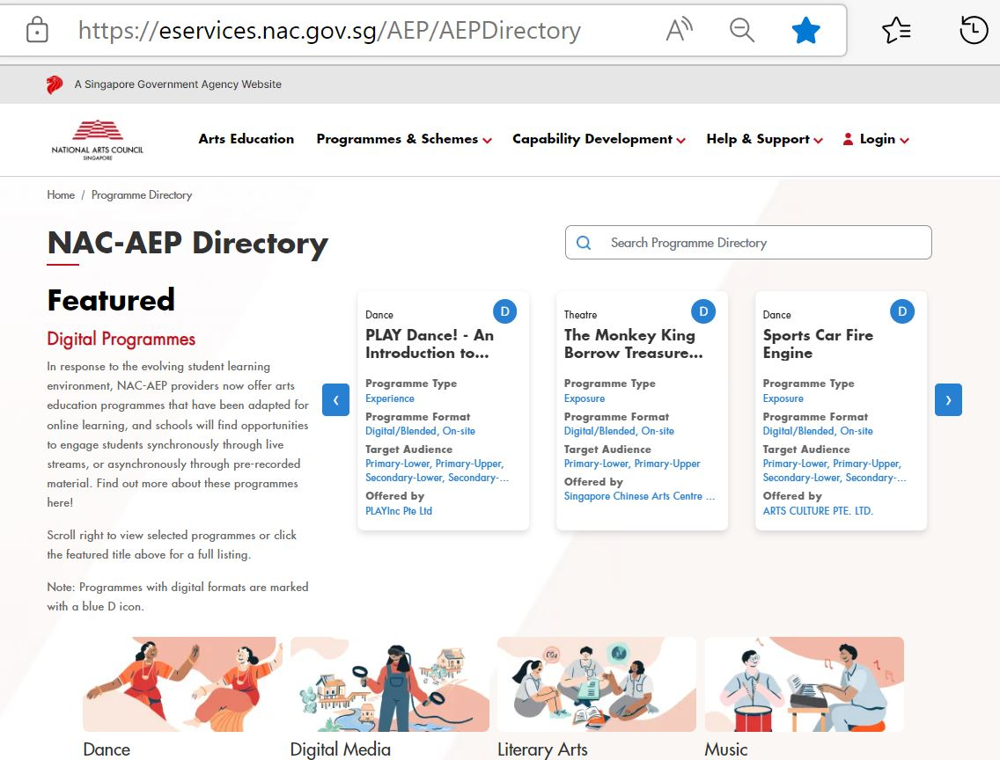 https://eservices.nac.gov.sg/AEP/AEPDirectory
A Singapore Government Agency Website
NATIONAL ARTS COUNCIL
SINGAPORE
Arts Education
Programmes & Schemes
Capability Development
Help & Support
Login
Home / Programme Directory
NAC-AEP Directory
Search Programme Directory
Featured
Digital Programmes
In response to the evolving student learning
environment, NAC-AEP providers now offer arts
education programmes that have been adapted for
online learning, and schools will find opportunities
to engage students synchronously through live
streams, or asynchronously through pre-recorded
material. Find out more about these programmes
here!
Scroll right to view selected programmes or click
the featured title above for a full listing.
Note: Programmes with digital formats are marked
with a blue D icon.
Dance
D
PLAY Dance! - An
Introduction to...
Programme Type
Experience
Programme Format
Digital/Blended, On-site
Target Audience
Primary-Lower, Primary-Upper,
Secondary-Lower, Secondary-...
Offered by
PLAYInc Pte Ltd
Theatre
D
The Monkey King
Borrow Treasure...
Programme Type
Exposure
Programme Format
Digital/Blended, On-site
Target Audience
Primary-Lower, Primary-Upper
Offered by
Singapore Chinese Arts Centre ...
Dance
D
Sports Car Fire
Engine
Programme Type
Exposure
Programme Format
Digital/Blended, On-site
Target Audience
Primary-Lower, Primary-Upper,
Secondary-Lower, Secondary-...
Offered by
ARTS CULTURE PTE. LTD.
Dance
Digital Media
Literary Arts
Music